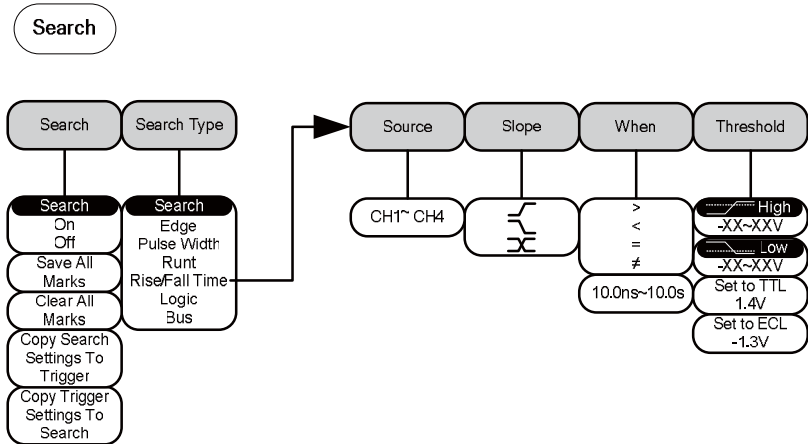 Search
Search
Search Type
Source
Slope
When
Threshold
Search
On
Off
Save All
Marks
Clear All
Marks
Copy Search
Settings To
Trigger
Copy Trigger
Settings To
Search
Search
Edge
Pulse Width
Runt
Rise/Fall Time
Logic
Bus
CH1~ CH4
>
<
=
≠
10.0ns~10.0s
High
-XX~XXV
Low
-XX~XXV
Set to TTL
1.4V
Set to ECL
-1.3V